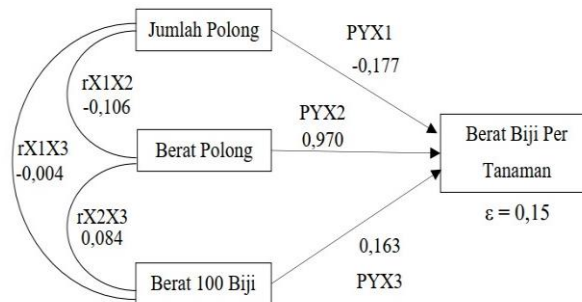 Jumlah Polong
PYX1
-0,177
rX1X2
-0,106
PYX2
0,970
Berat Biji Per
Tanaman
rX1X3
-0,004
Berat Polong
ε = 0,15
rX2X3
0,084
0,163
PYX3
Berat 100 Biji